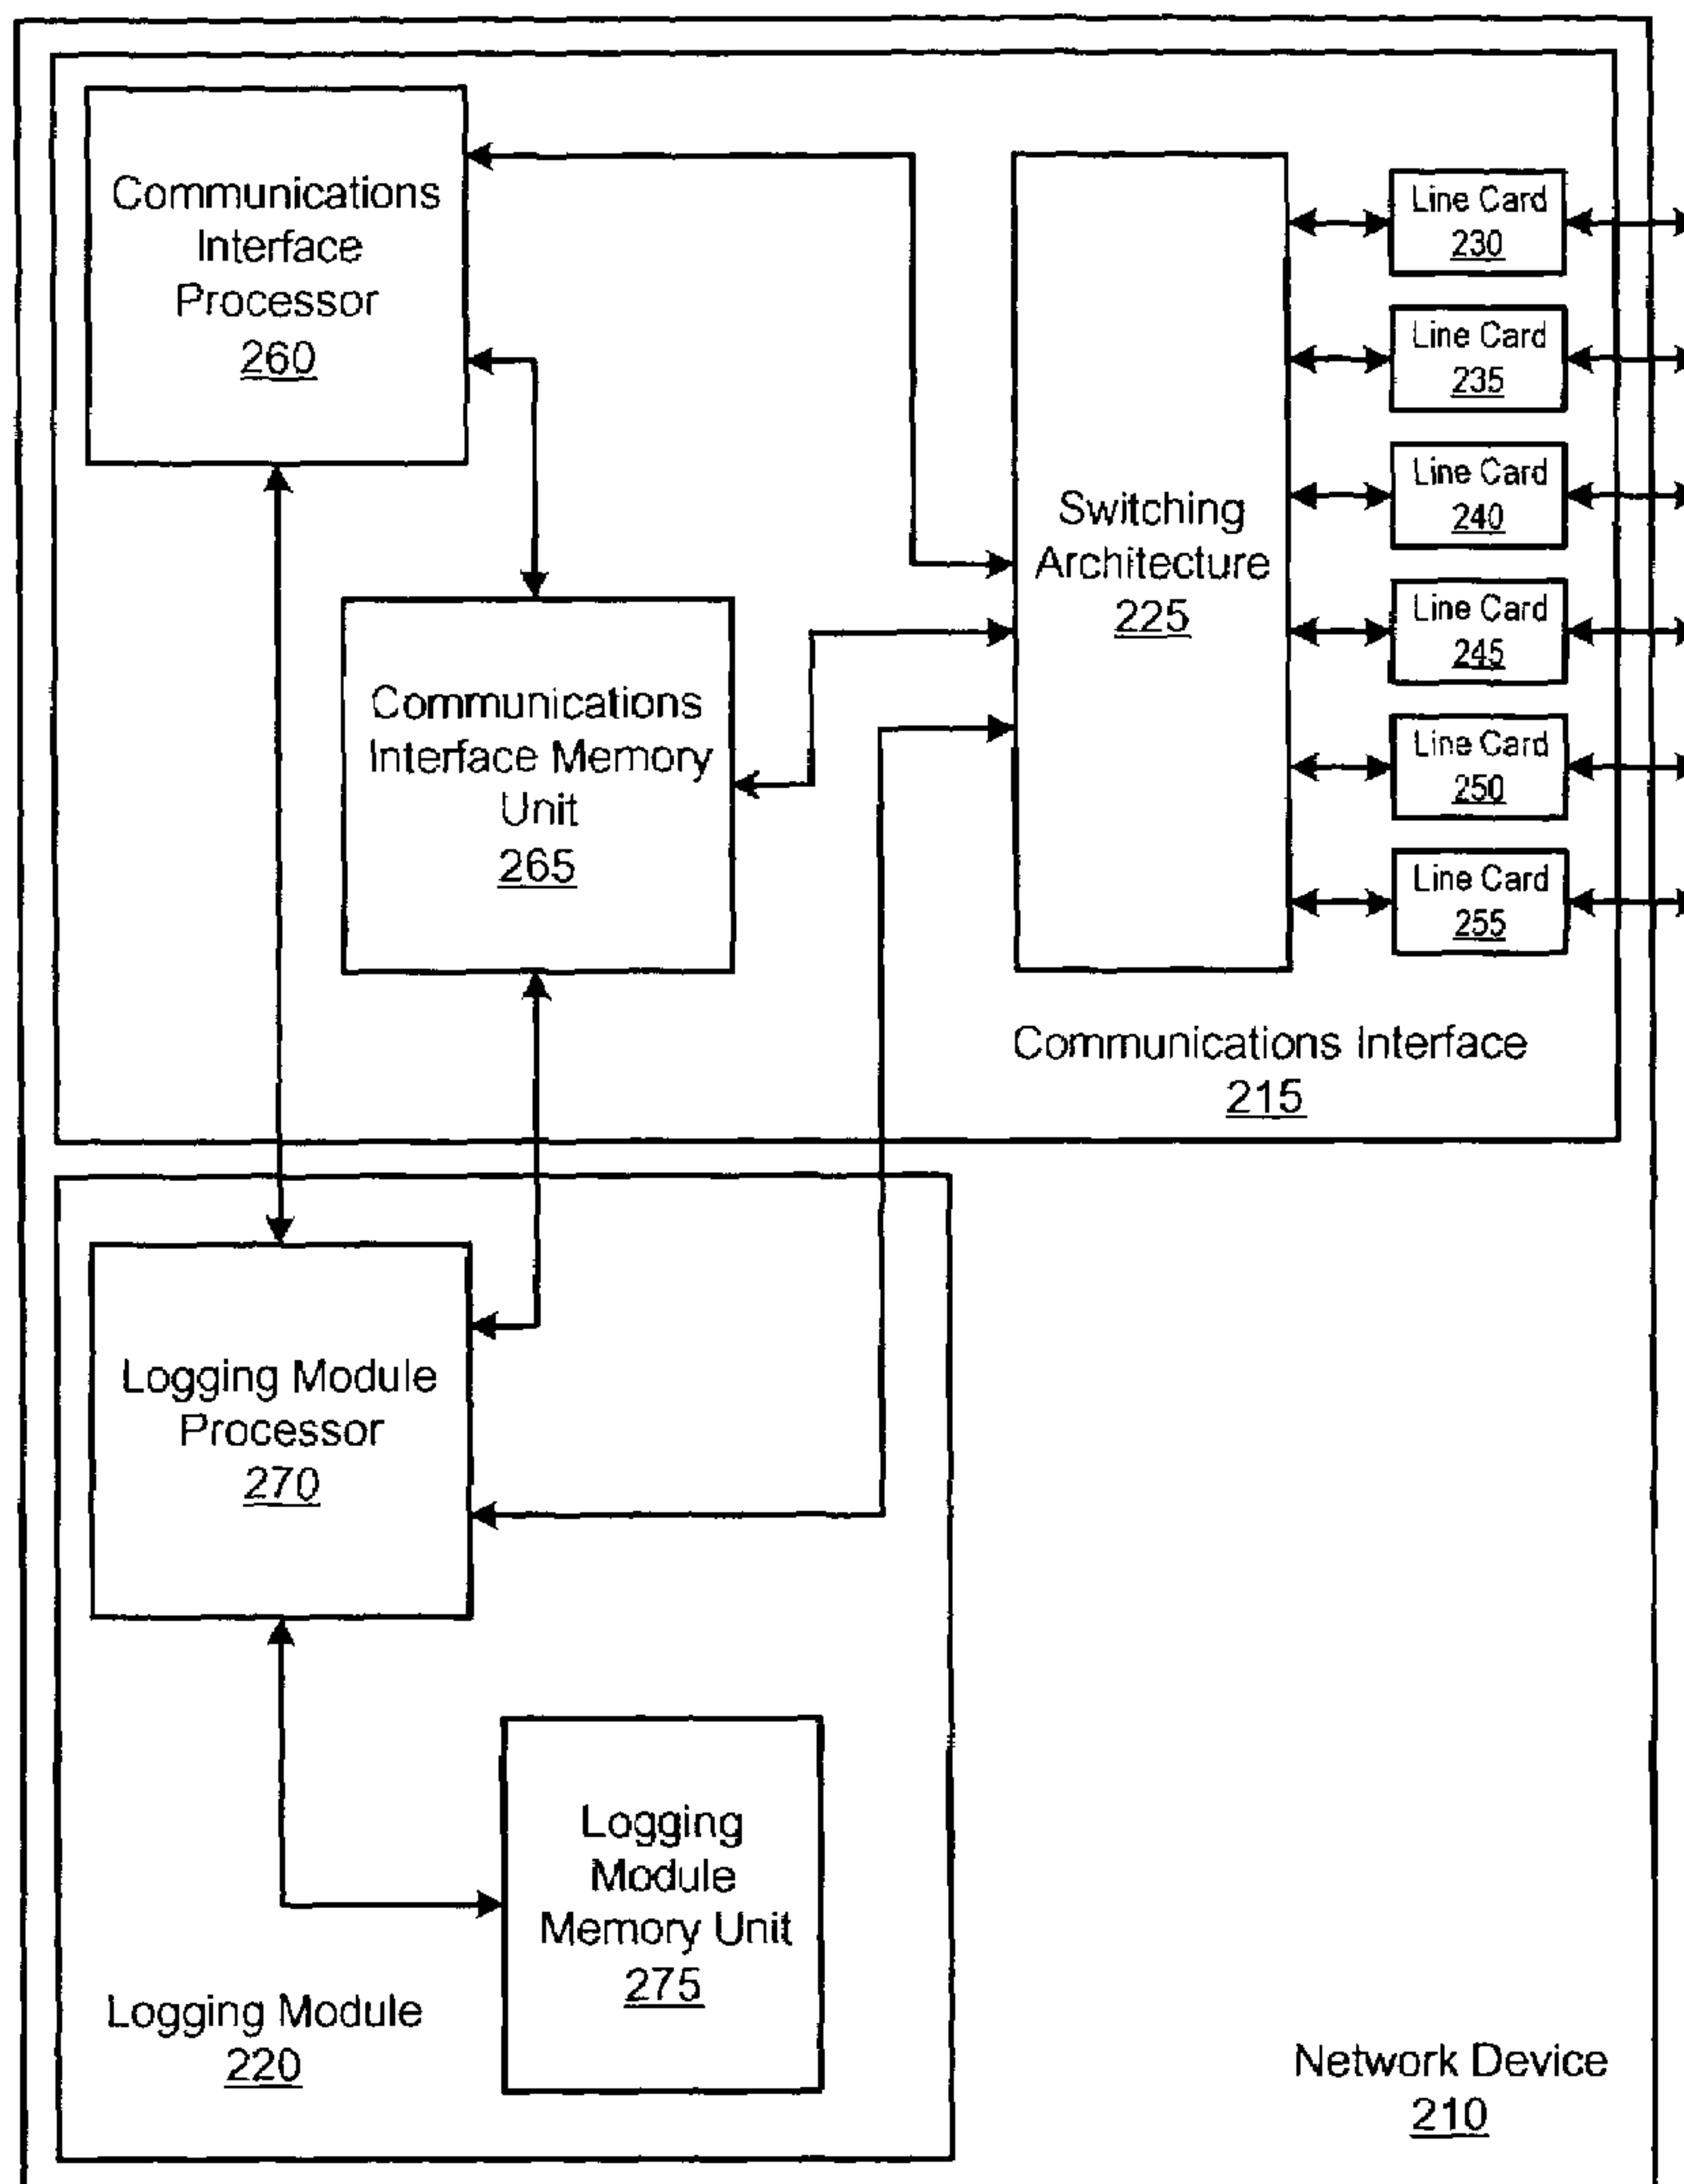 Communications
Interface
Processor
260
Line Card
230
Line Card
235
Line Card
240
Line Card
245
Line Card
250
Line Card
255
Switching
Architecture
225
Communications
Interface Memory
Unit
265
Communications Interface
215
Logging Module
Processor
270
Logging
Module
Memory Unit
275
Logging Module
220
Network Device
210